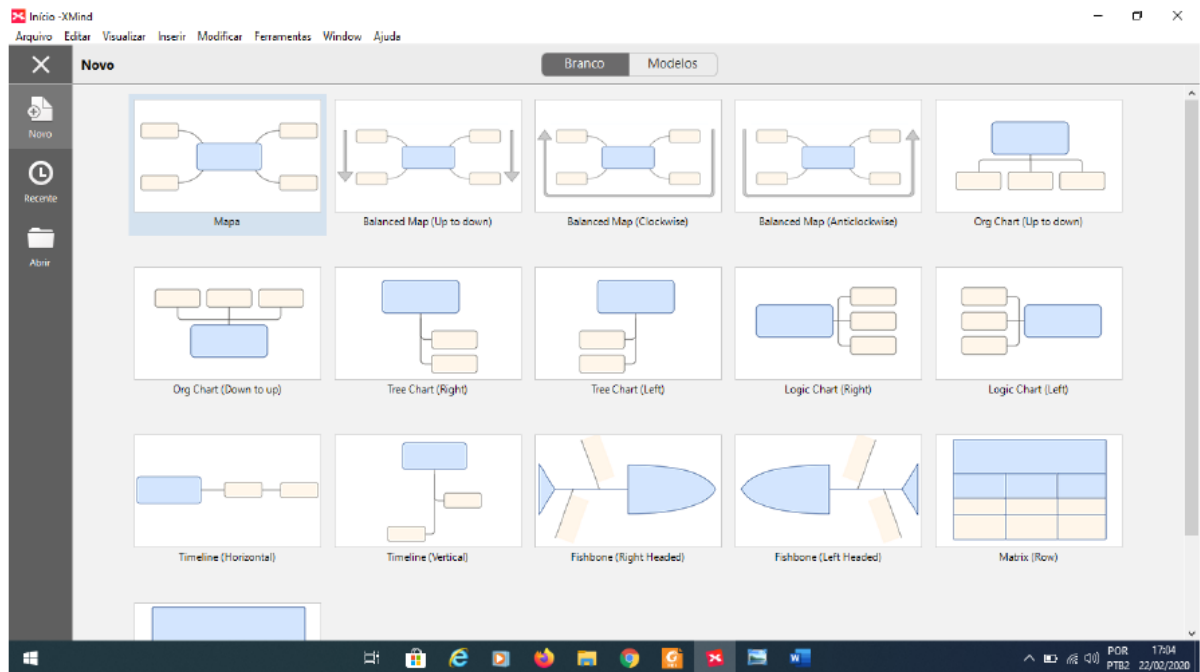 Início -XMind
Arquivo Editar Visualizar Inserir Modificar Ferramentas Window Ajuda
Novo
Branco Modelos
Novo
Recente
Abrir
Mapa
Balanced Map (Up to down)
Balanced Map (Clockwise)
Balanced Map (Anticlockwise)
Org Chart (Up to down)
Org Chart (Down to up)
Tree Chart (Right)
Tree Chart (Left)
Logic Chart (Right)
Logic Chart (Left)
Timeline (Horizontal)
Timeline (Vertical)
Fishbone (Right Headed)
Fishbone (Left Headed)
Matrix (Row)
POR 17:04
PTB2 22/02/2020